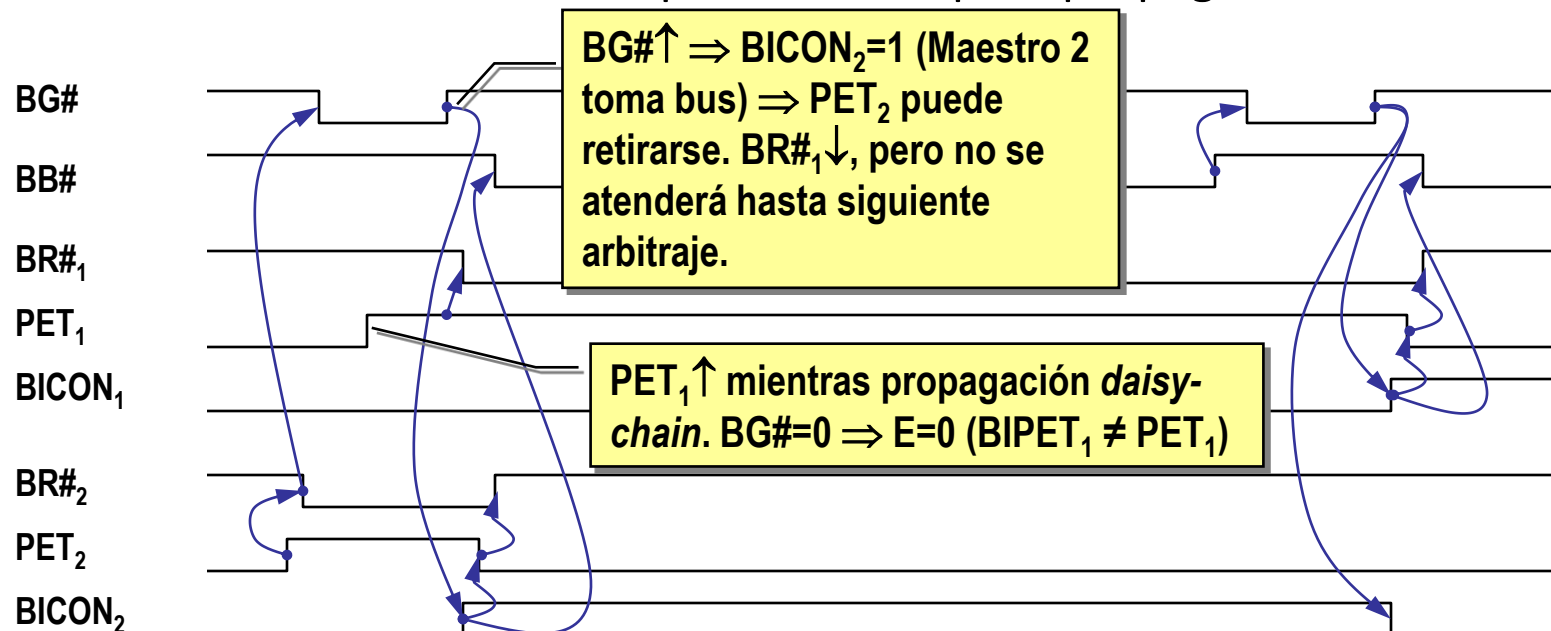 BG#↑ ⇒ BICON₂=1 (Maestro 2
toma bus) ⇒ PET₂ puede
retirarse. BR#₁↓, pero no se
atenderá hasta siguiente
arbitraje.
BG#
BB#
BR#₁
PET₁
BICON₁
PET₁↑ mientras propagación daisy-
chain. BG#=0 ⇒ E=0 (BIPET₁ ≠ PET₁)
BR#₂
PET₂
BICON₂